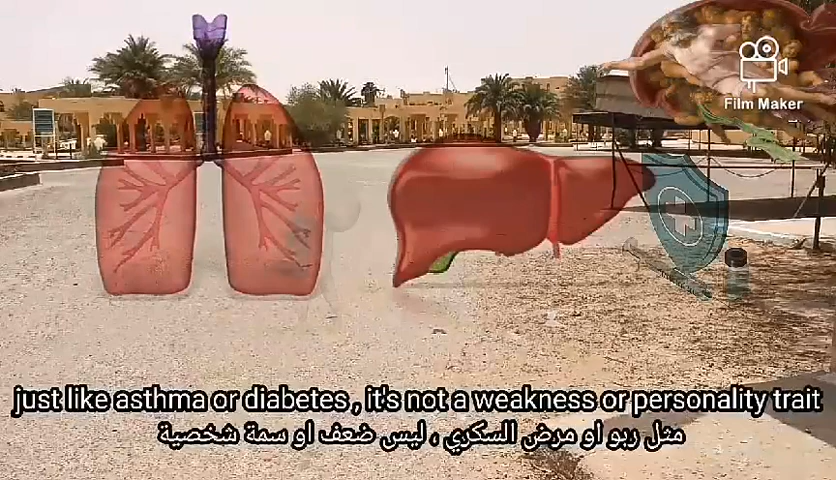 Film Maker
just like asthma or diabetes , it's not a weakness or personality trait
مثل ربو او مرض السكري ، ليس ضعف او سمة شخصية